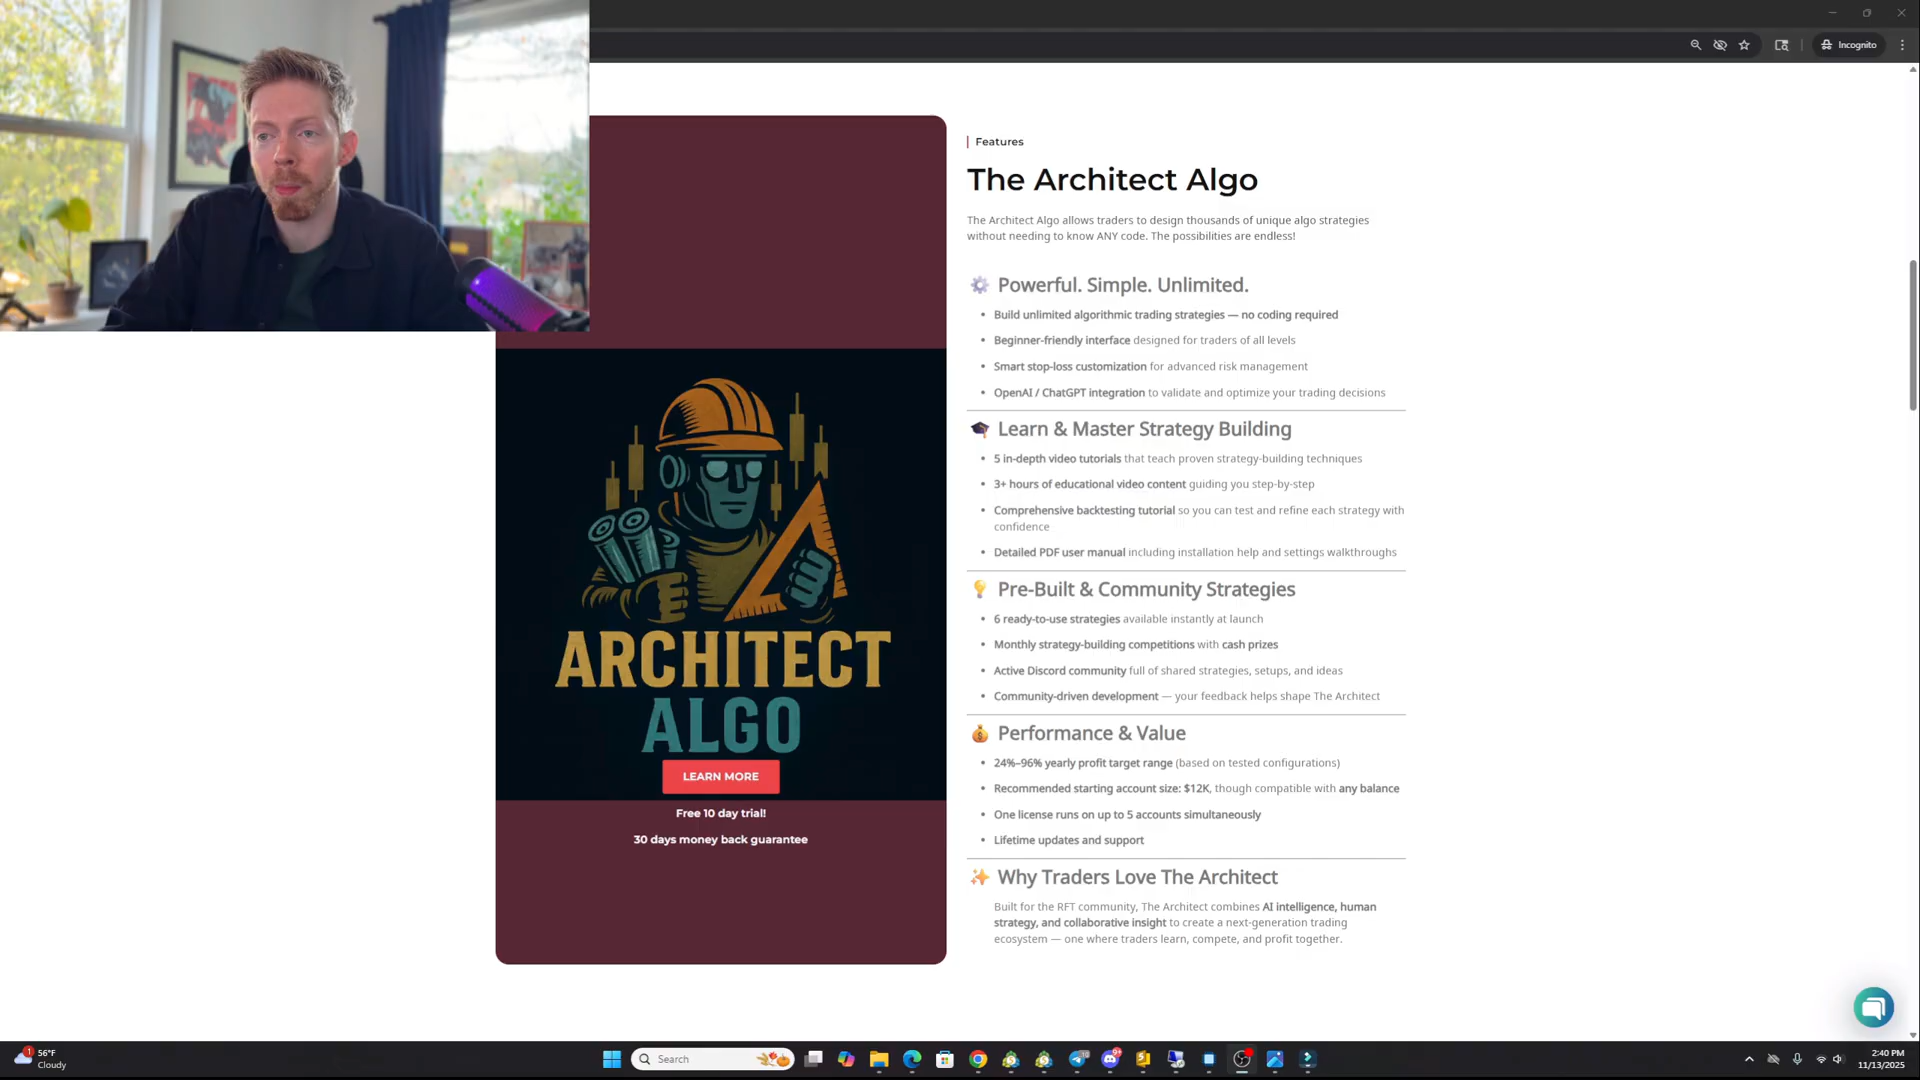 Incognito
Features
The Architect Algo
The Architect Algo allows traders to design thousands of unique algo strategies
without needing to know ANY code. The possibilities are endless!
Powerful. Simple. Unlimited.
• Build unlimited algorithmic trading strategies — no coding required
• Beginner-friendly interface designed for traders of all levels
• Smart stop-loss customization for advanced risk management
• OpenAI / ChatGPT integration to validate and optimize your trading decisions
Learn & Master Strategy Building
• 5 in-depth video tutorials that teach proven strategy-building techniques
• 3+ hours of educational video content guiding you step-by-step
• Comprehensive backtesting tutorial so you can test and refine each strategy with
confidence
• Detailed PDF user manual including installation help and settings walkthroughs
Pre-Built & Community Strategies
• 6 ready-to-use strategies available instantly at launch
• Monthly strategy-building competitions with cash prizes
• Active Discord community full of shared strategies, setups, and ideas
• Community-driven development — your feedback helps shape The Architect
Performance & Value
• 24%–96% yearly profit target range (based on tested configurations)
• Recommended starting account size: $12K, though compatible with any balance
• One license runs on up to 5 accounts simultaneously
• Lifetime updates and support
Why Traders Love The Architect
Built for the RFT community, The Architect combines AI intelligence, human
strategy, and collaborative insight to create a next-generation trading
ecosystem — one where traders learn, compete, and profit together.
ARCHITECT
ALGO
LEARN MORE
Free 10 day trial!
30 days money back guarantee
1
56°F
Cloudy
Search
2:40 PM
11/13/2025